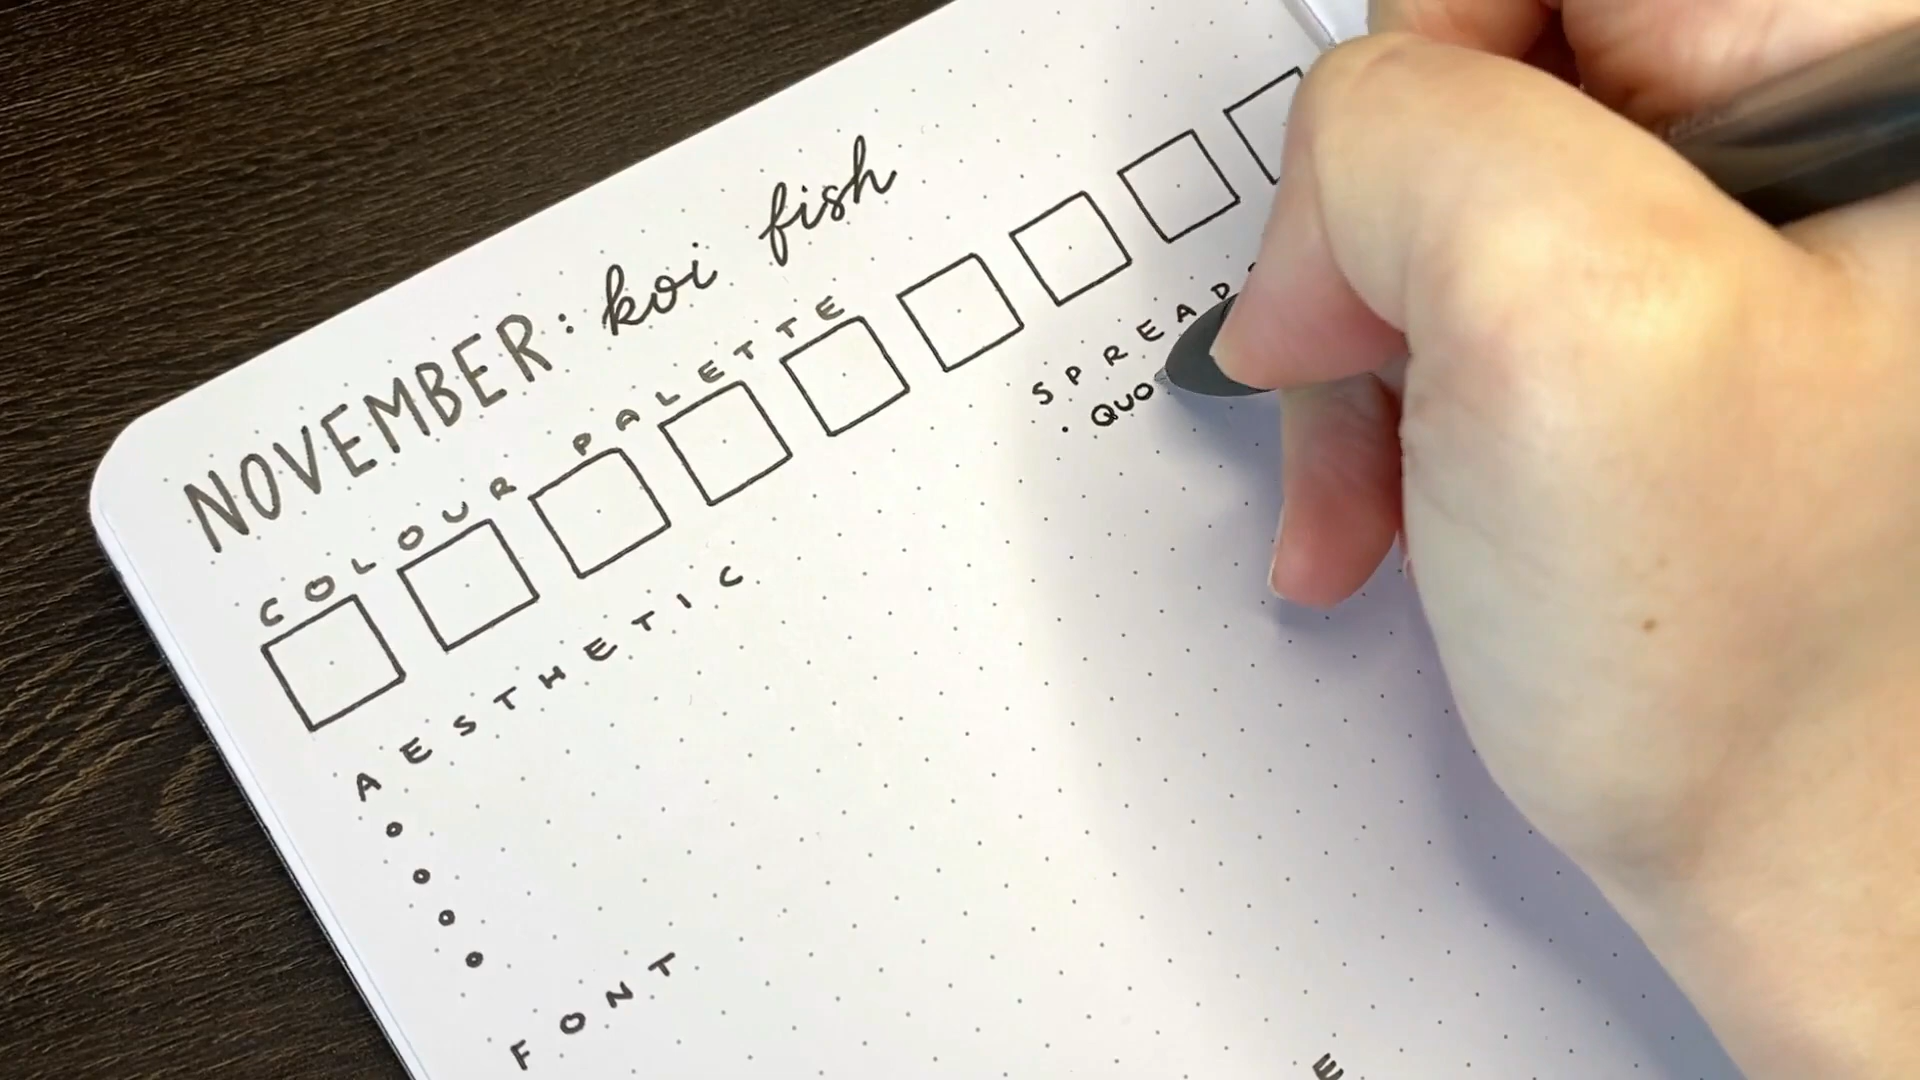 NOVEMBER: koi fish
COLOUR PALETTE
AESTHETIC
FONT
SPREAD
QUO
E